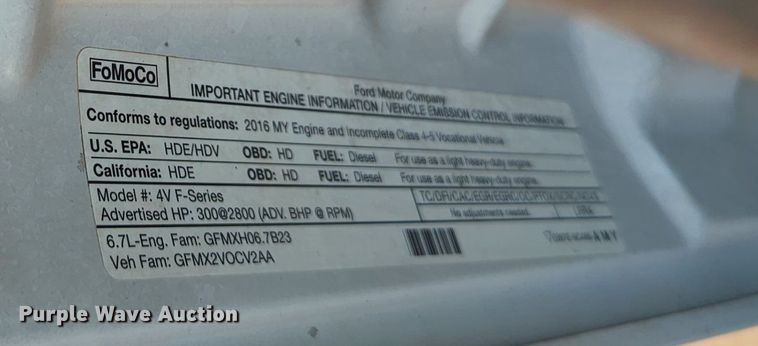 FoMoCo
Ford Motor Company
IMPORTANT ENGINE INFORMATION / VEHICLE EMISSION CONTROL INFORMATION
Conforms to regulations: 2016 MY Engine and Incomplete Class 4-5 Vocational Vehicle
U.S. EPA: HDE/HDV OBD: HD FUEL: Diesel For use as a light heavy-duty engine.
California: HDE OBD: HD FUEL: Diesel For use as a light heavy-duty engine.
Model #: 4V F-Series
Advertised HP: 300@2800 (ADV. BHP @ RPM)
No adjustments needed.
6.7L-Eng. Fam: GFMXH06.7B23
Veh Fam: GFMX2VOCV2AA
AMY
Purple Wave Auction